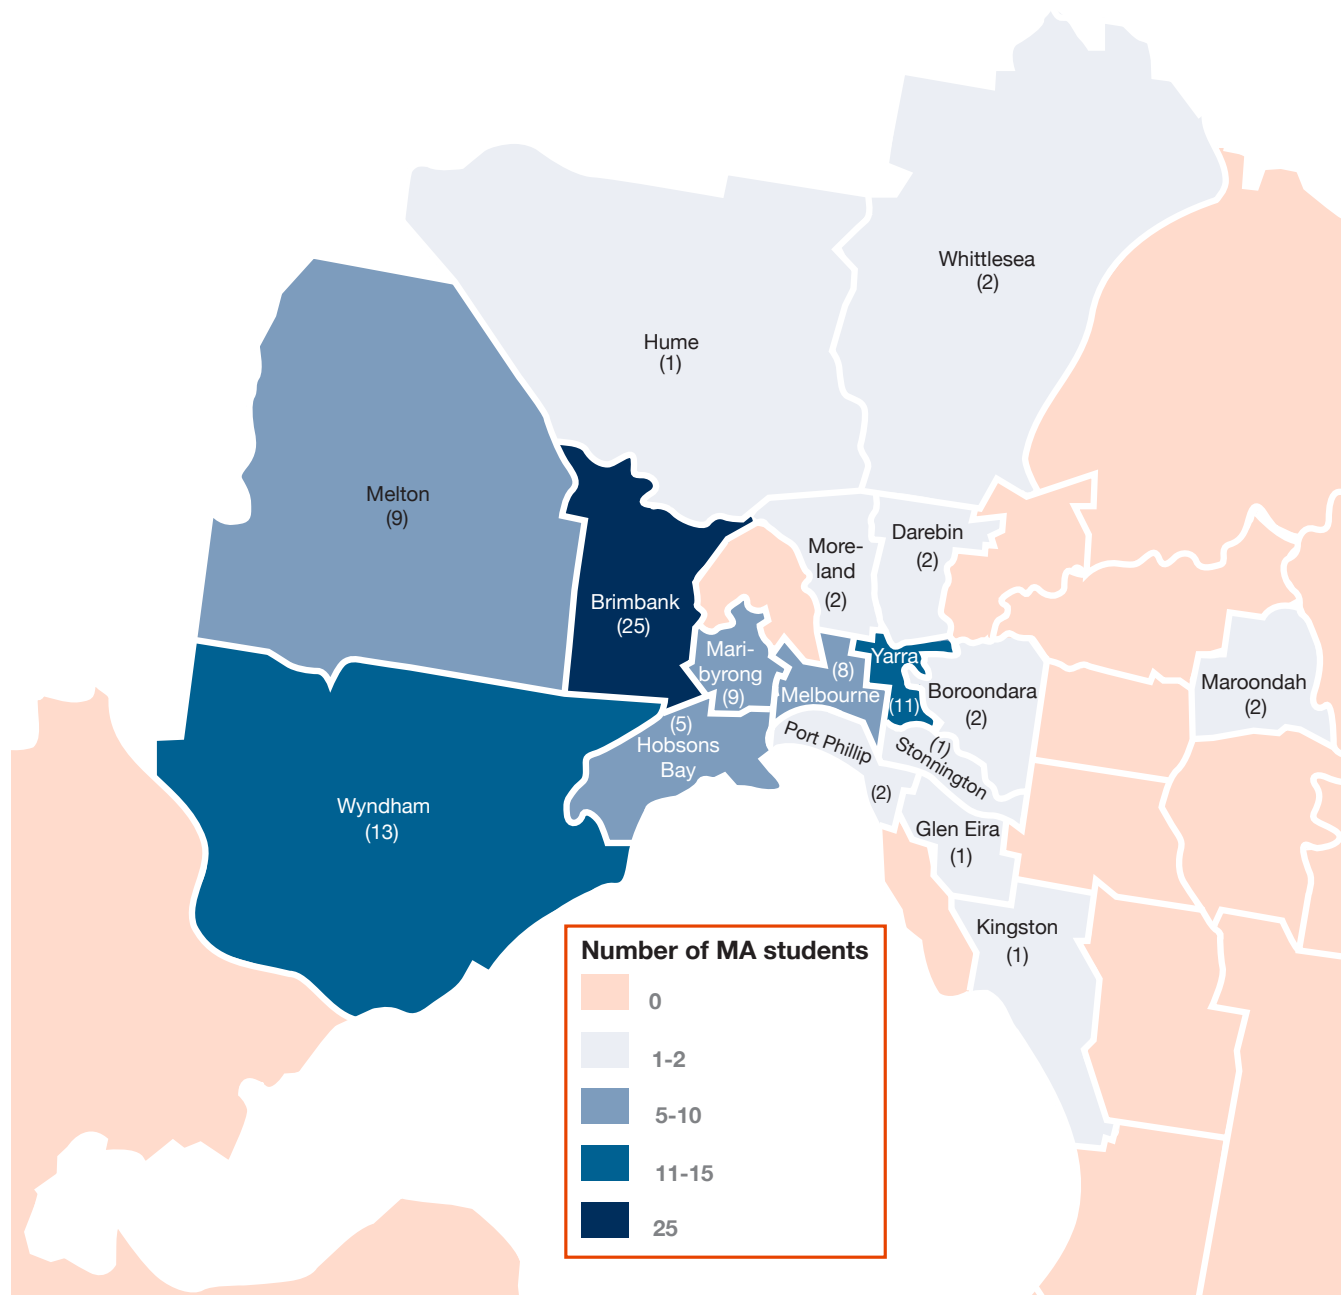 Whittlesea
(2)
Hume
(1)
Melton
(9)
Brimbank
(25)
More-
land
(2)
Darebin
(2)
Mari-
byrong
(9)
(8)
Melbourne
Yarra
(11)
Boroondara
(2)
Maroondah
(2)
(5)
Hobsons
Bay
Port Phillip
(2)
(1)
Stonnington
Wyndham
(13)
Glen Eira
(1)
Kingston
(1)
Number of MA students
0
1-2
5-10
11-15
25